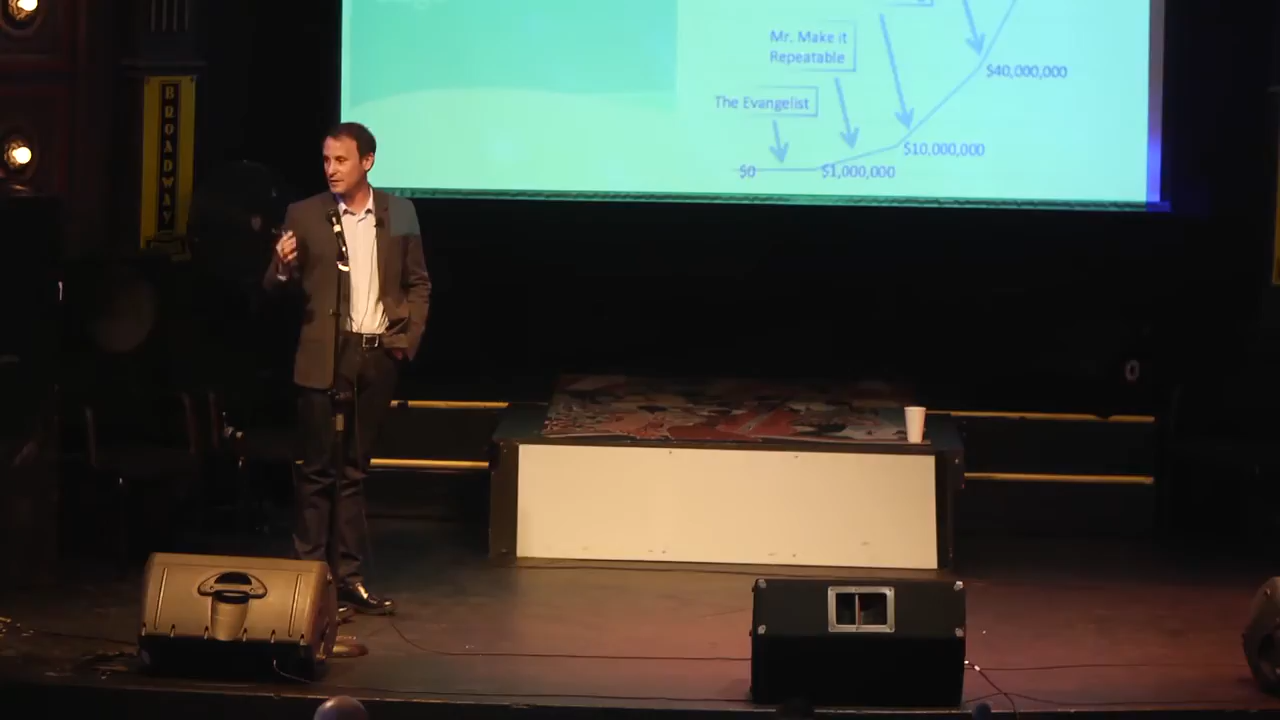 BROADWAY
Mr. Make it
Repeatable
$40,000,000
The Evangelist
$10,000,000
$0
$1,000,000